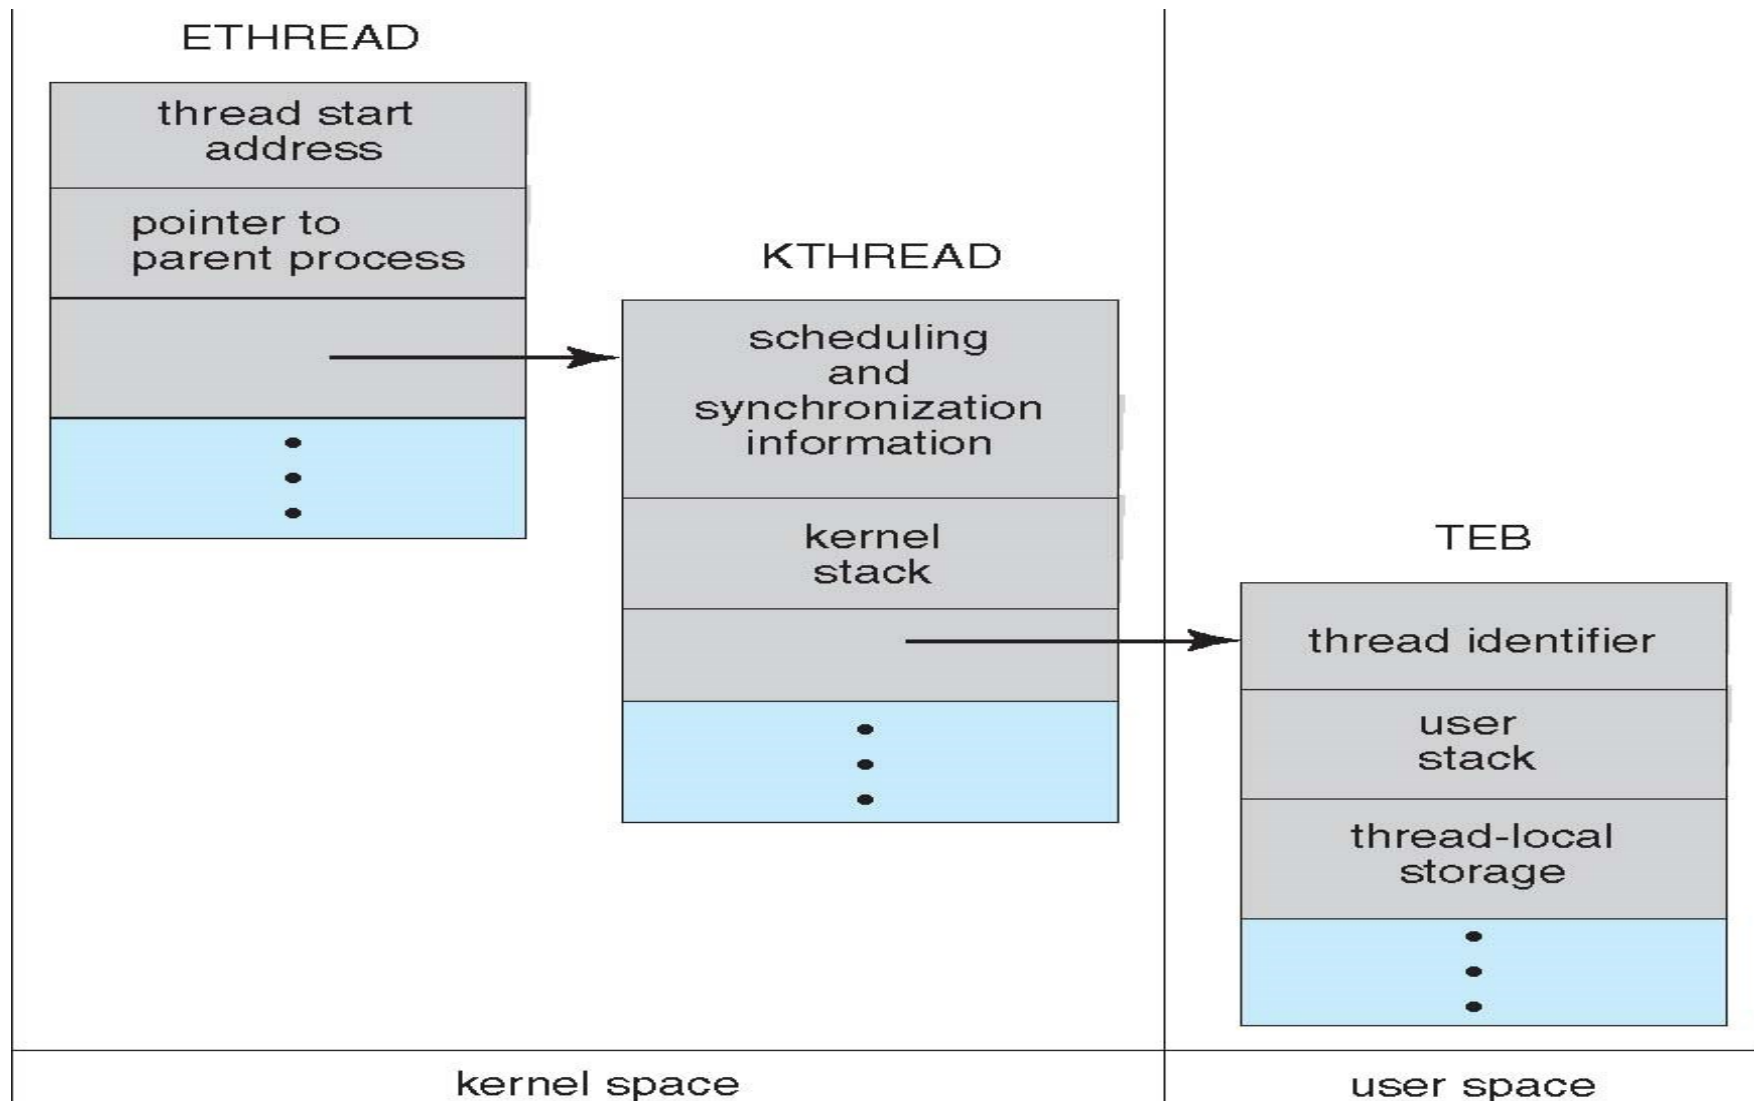 ETHREAD
thread start
address
pointer to
parent process
KTHREAD
scheduling
and
synchronization
information
kernel
stack
TEB
thread identifier
user
stack
thread-local
storage
kernel space
user space